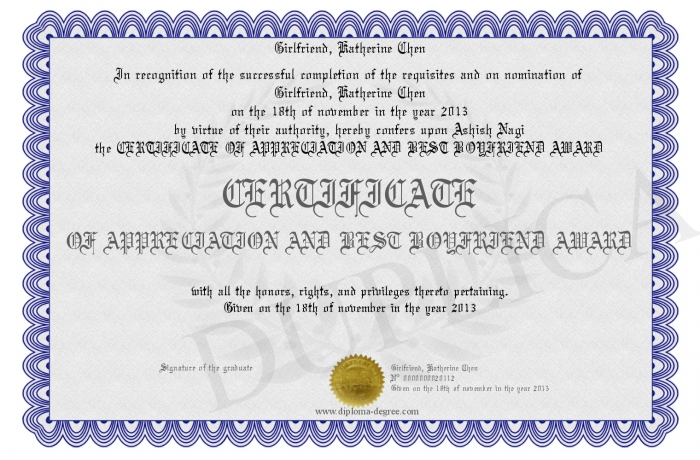 Girlfriend, Katherine Chen
In recognition of the successful completion of the requisites and on nomination of
Girlfriend, Katherine Chen
on the 18th of november in the year 2013
by virtue of their authority, hereby confers upon Ashish Nagi
the CERTIFICATE OF APPRECIATION AND BEST BOYFRIEND AWARD
CERTIFICATE
OF APPRECIATION AND BEST BOYFRIEND AWARD
DUPLICA
with all the honors, rights, and privileges thereto pertaining.
Given on the 18th of november in the year 2013
Signature of the graduate
Girlfriend, Katherine Chen
Nº 0000000020112
Given on the 18th of november in the year 2013
www.diploma-degree.com